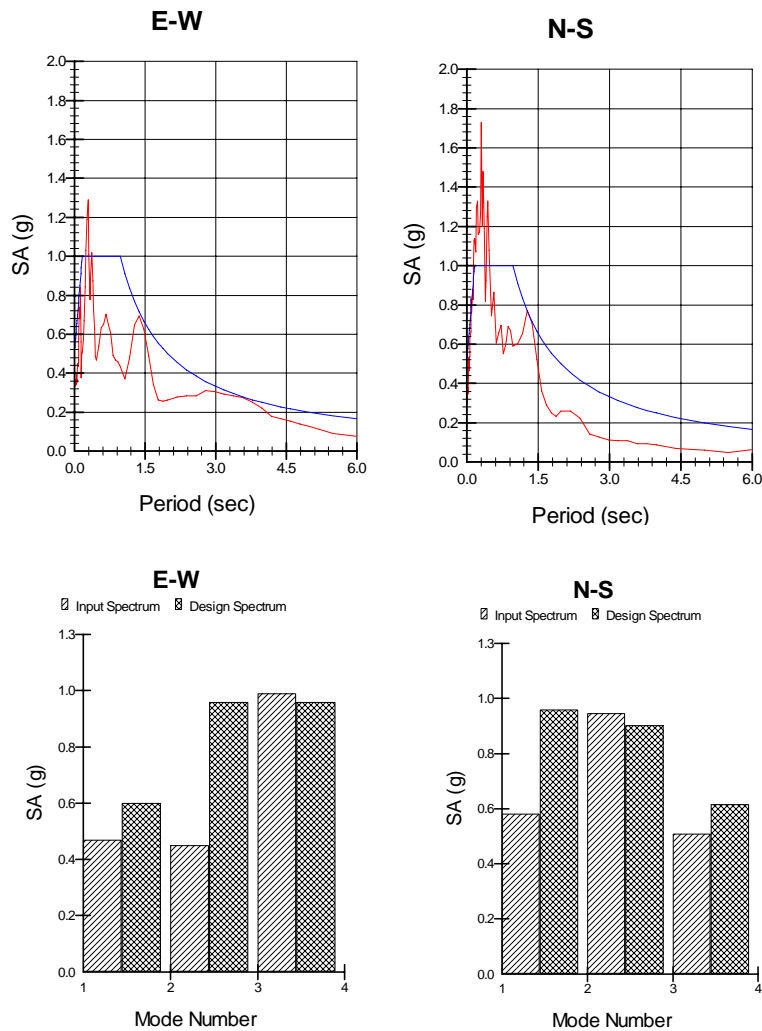 E-W
2.0
1.8
1.6
1.4
1.2
1.0
0.8
0.6
0.4
0.2
0.0
SA (g)
0.0 1.5 3.0 4.5 6.0
Period (sec)
N-S
2.0
1.8
1.6
1.4
1.2
1.0
0.8
0.6
0.4
0.2
0.0
SA (g)
0.0 1.5 3.0 4.5 6.0
Period (sec)
E-W
Input Spectrum Design Spectrum
1.3
1.0
0.8
0.6
0.4
0.2
0.0
SA (g)
1 2 3 4
Mode Number
N-S
Input Spectrum Design Spectrum
1.3
1.0
0.8
0.6
0.4
0.2
0.0
SA (g)
1 2 3 4
Mode Number